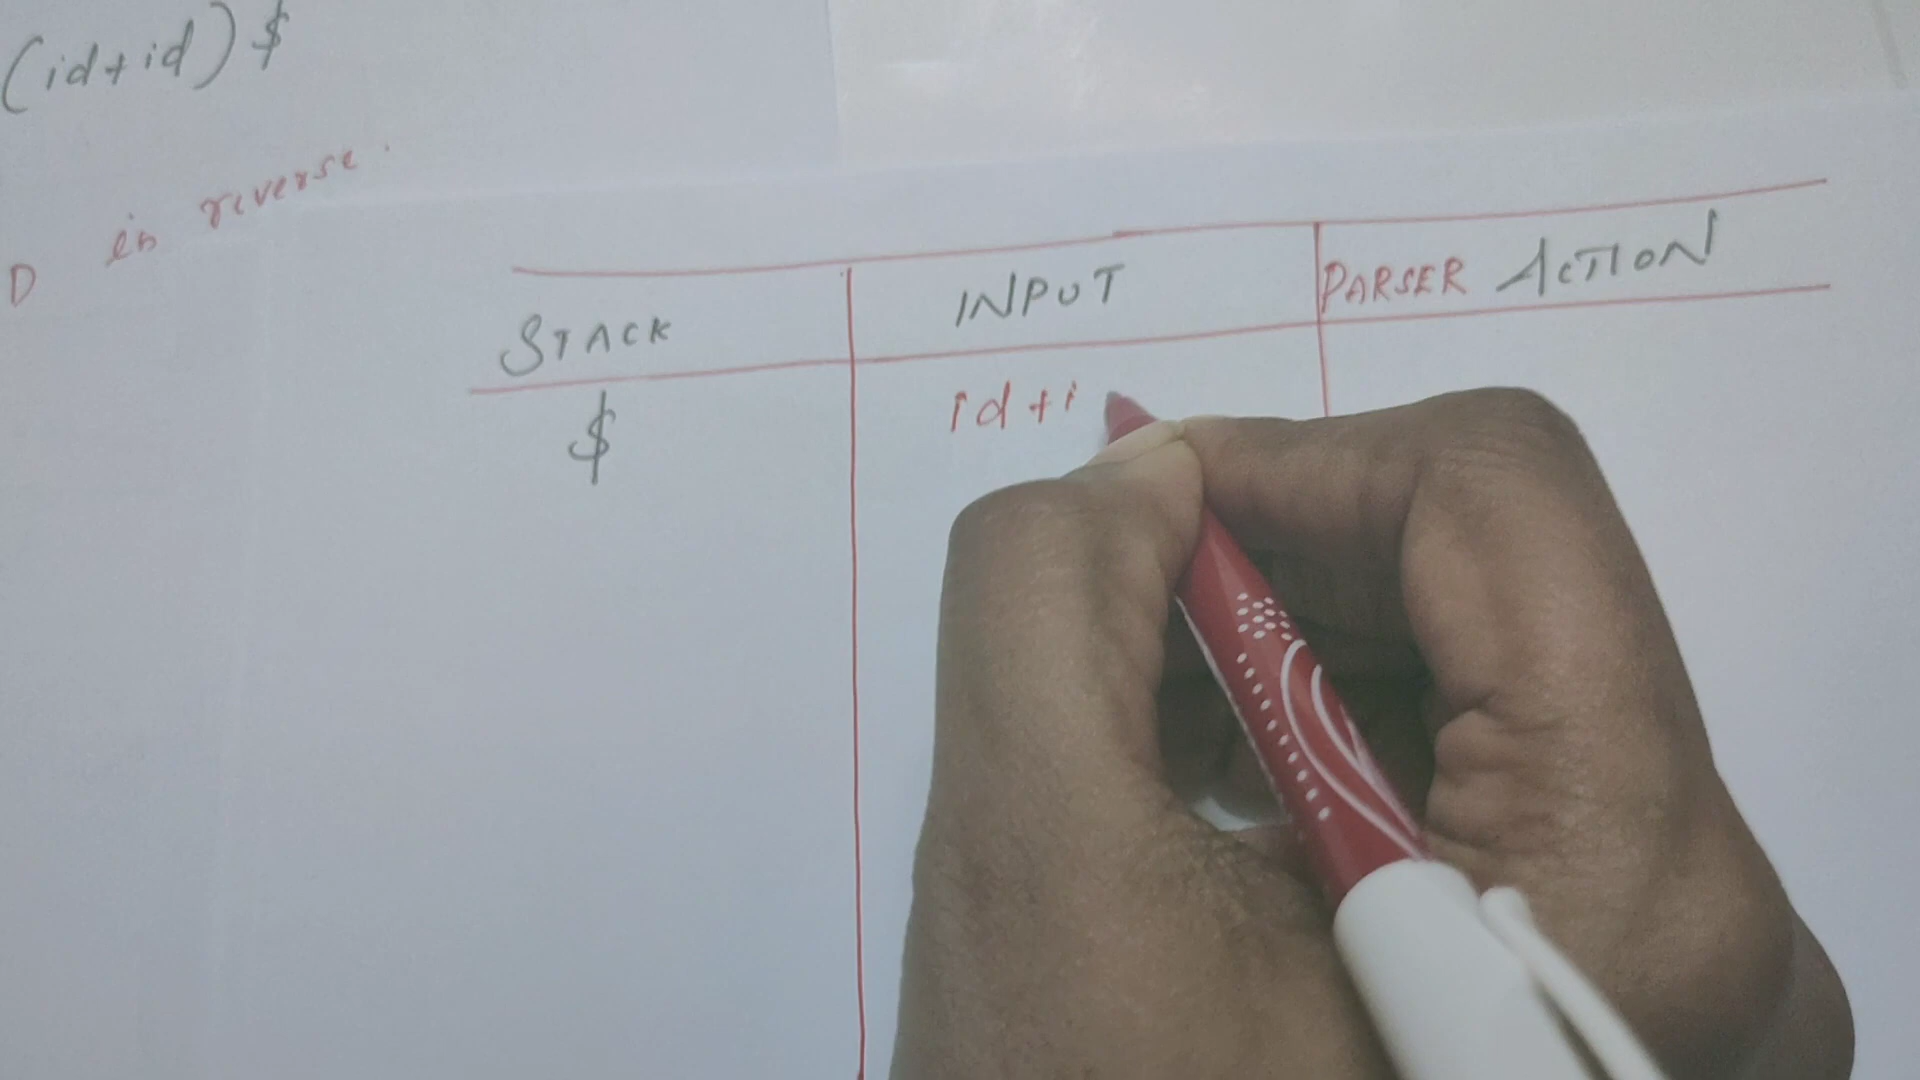 (id+id)$
D in reverse.
STACK INPUT PARSER ACTION
$ id+i